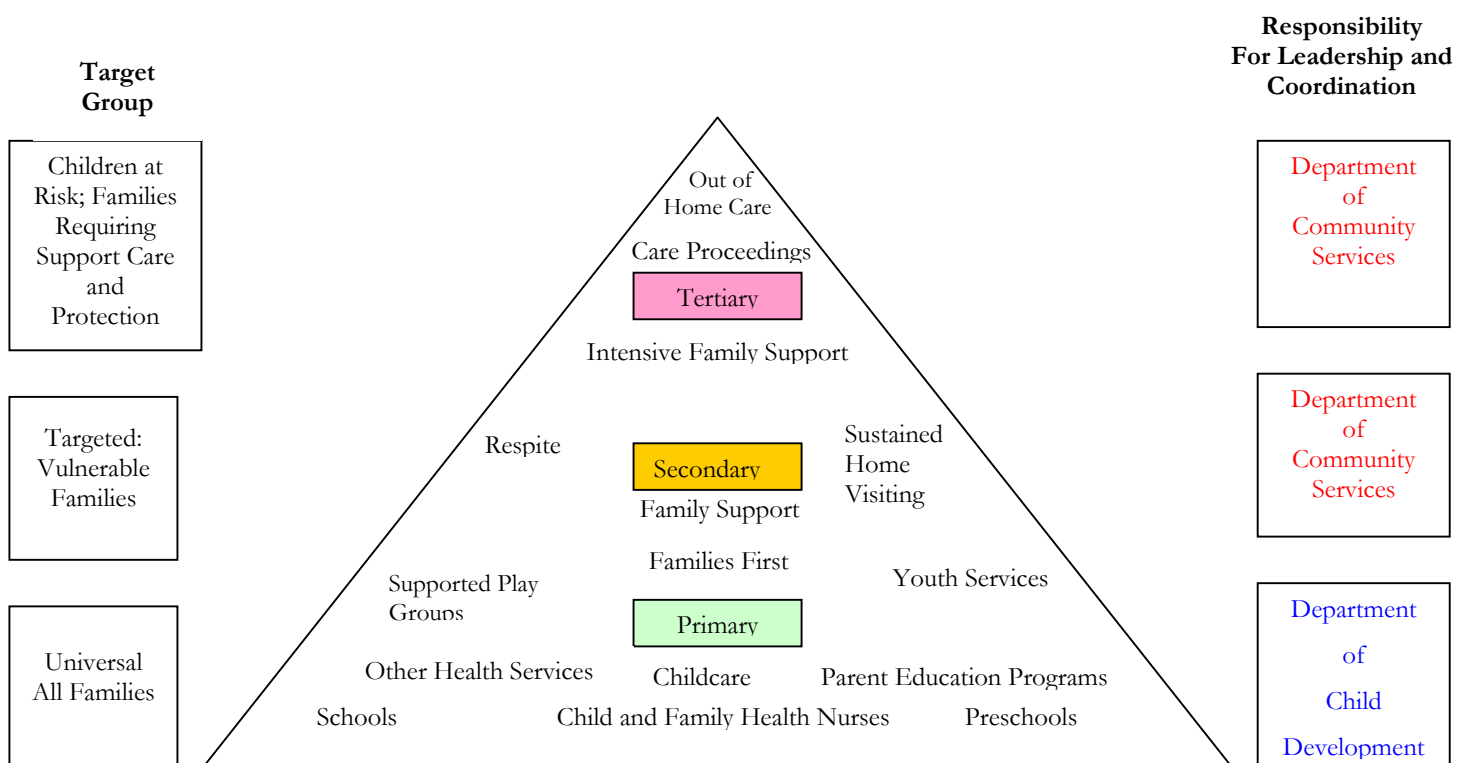 Target
Group
Responsibility
For Leadership and
Coordination
Children at
Risk; Families
Requiring
Support Care
and
Protection
Out of
Home Care
Care Proceedings
Tertiary
Intensive Family Support
Department
of
Community
Services
Targeted:
Vulnerable
Families
Respite
Secondary
Family Support
Sustained
Home
Visiting
Families First
Department
of
Community
Services
Supported Play
Groups
Youth Services
Primary
Universal
All Families
Other Health Services
Childcare
Parent Education Programs
Schools
Child and Family Health Nurses
Preschools
Department
of
Child
Development